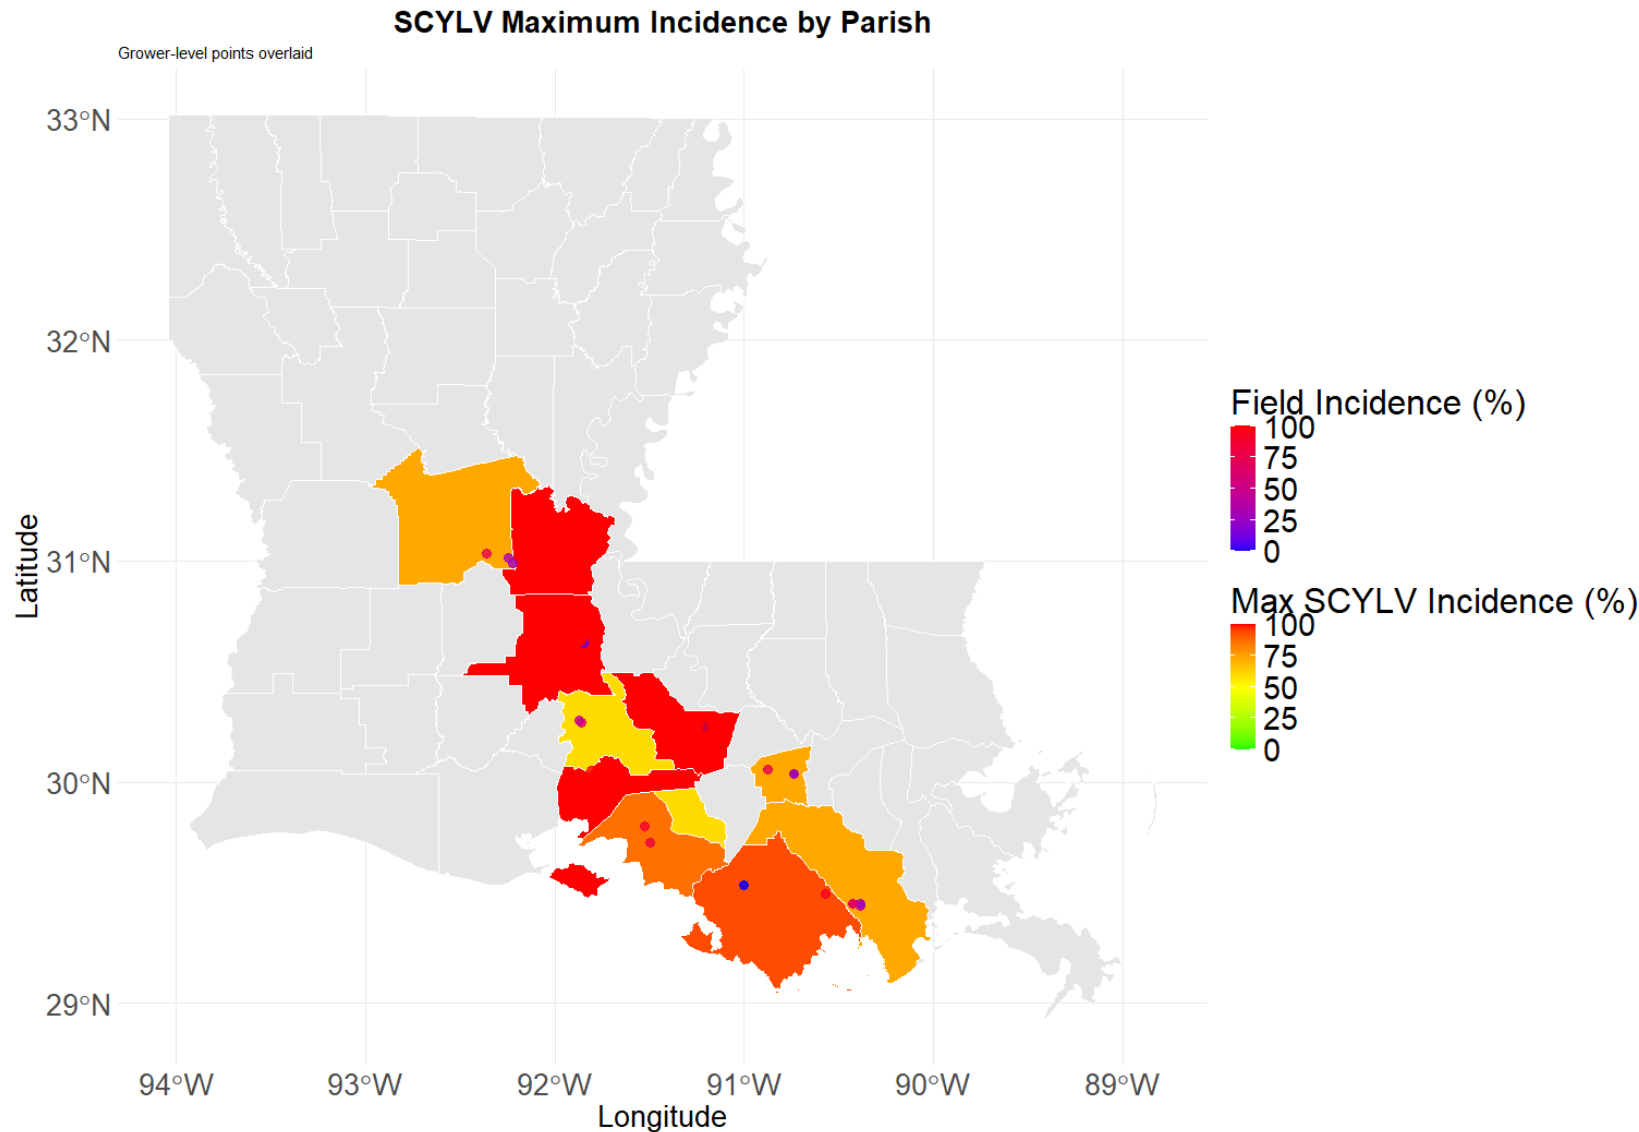 SCYLV Maximum Incidence by Parish
Grower-level points overlaid
33°N
32°N
31°N
30°N
29°N
Latitude
94°W
93°W
92°W
91°W
90°W
89°W
Longitude
Field Incidence (%)
100
75
50
25
0
Max SCYLV Incidence (%)
100
75
50
25
0